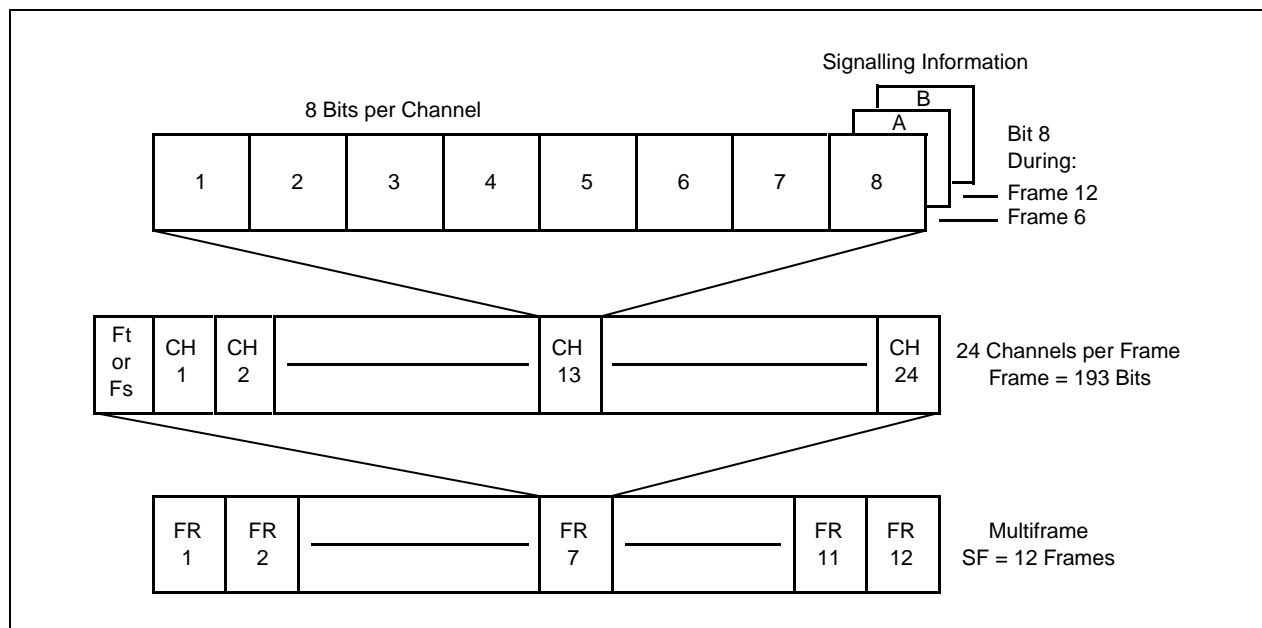 Signalling Information
8 Bits per Channel
B
A
Bit 8
During:
Frame 12
Frame 6
1 2 3 4 5 6 7 8
Ft
or
Fs
CH
1
CH
2
CH
13
CH
24
24 Channels per Frame
Frame = 193 Bits
FR
1
FR
2
FR
7
FR
11
FR
12
Multiframe
SF = 12 Frames